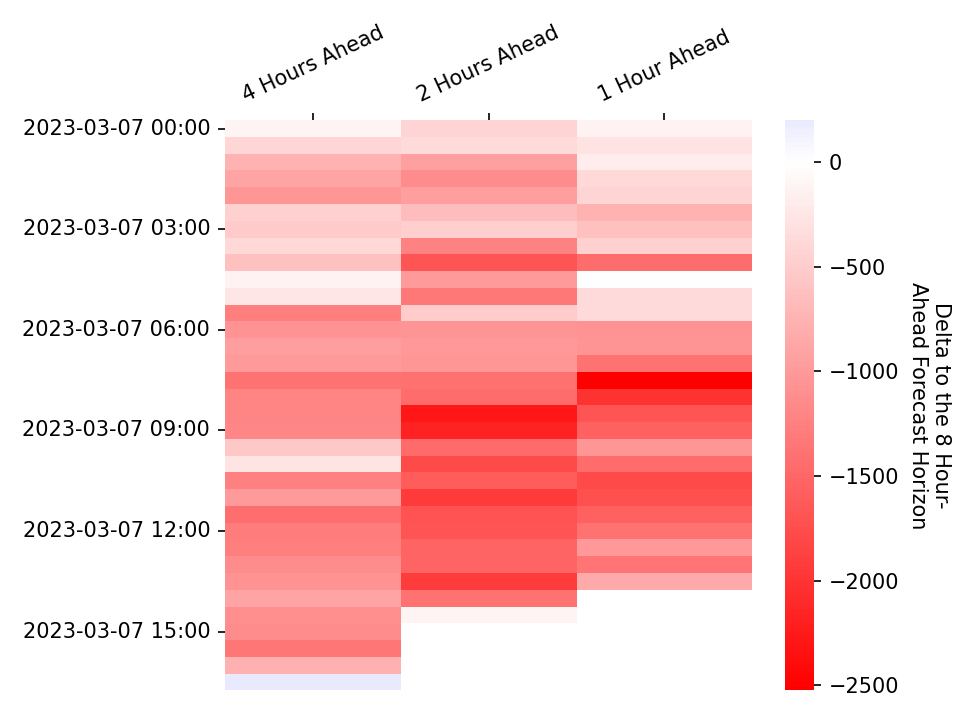 4 Hours Ahead
2 Hours Ahead
1 Hour Ahead
2023-03-07 00:00
2023-03-07 03:00
2023-03-07 06:00
2023-03-07 09:00
2023-03-07 12:00
2023-03-07 15:00
0
−500
−1000
−1500
−2000
−2500
Delta to the 8 Hour-
Ahead Forecast Horizon